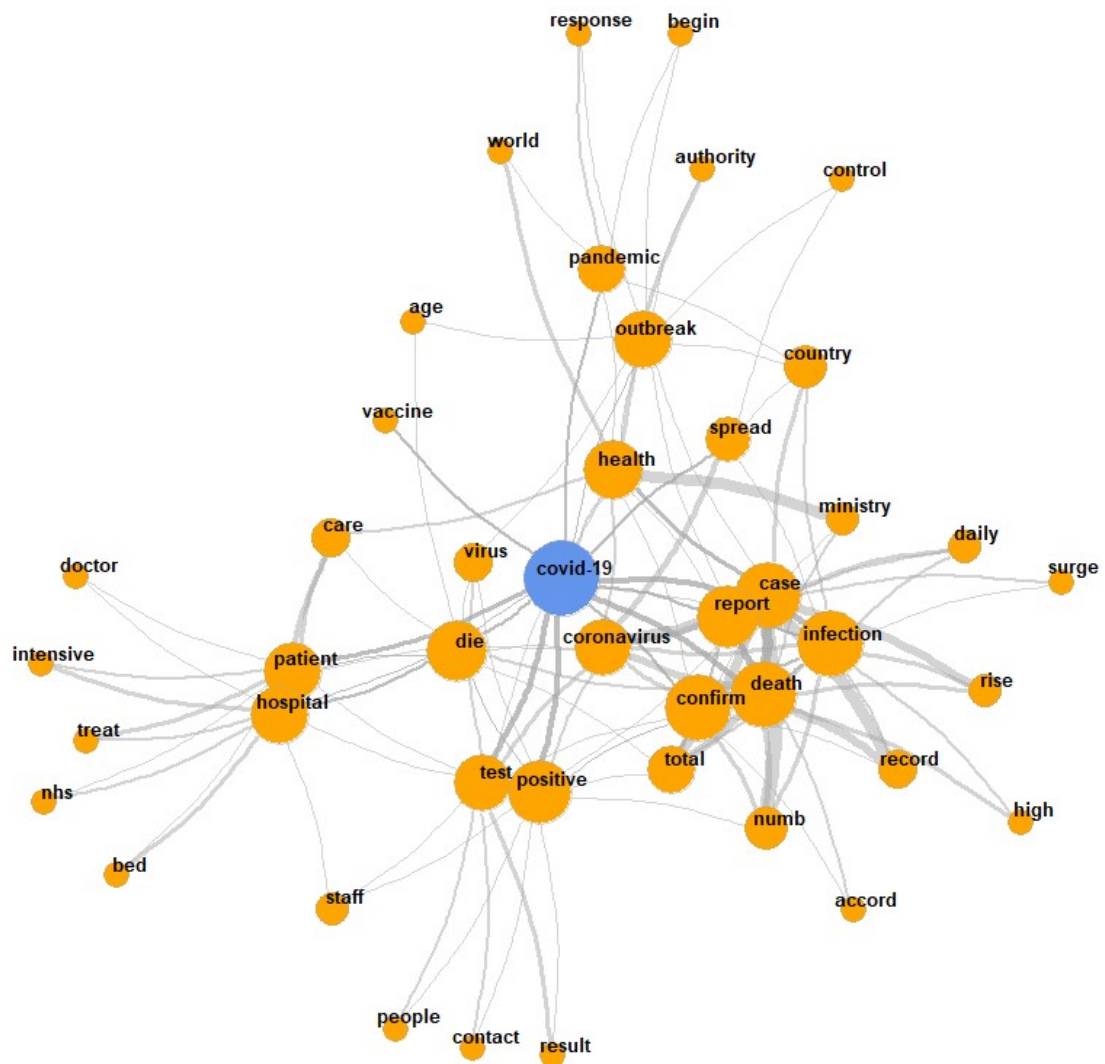 response
begin
world
authority
control
pandemic
age
outbreak
country
vaccine
spread
health
ministry
care
virus
daily
doctor
covid-19
case
surge
report
intensive
patient
die
coronavirus
infection
hospital
death
rise
confirm
treat
test
positive
total
record
nhs
numb
high
bed
staff
accord
people
contact
result